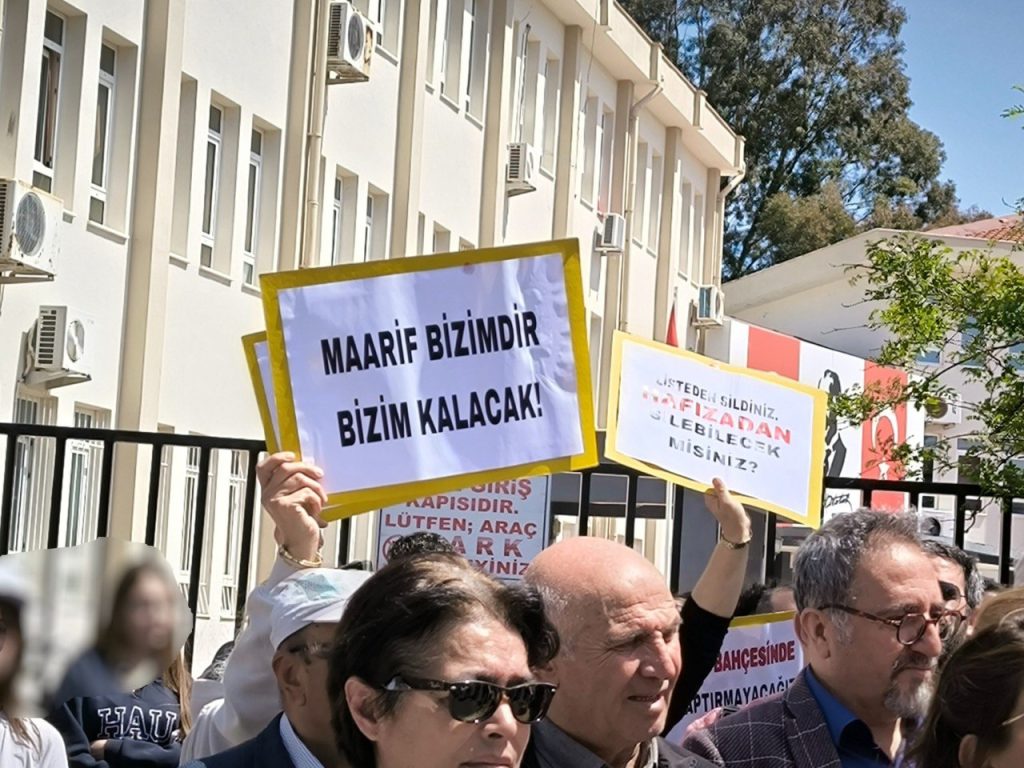 MAARİF BİZİMDİR
BİZİM KALACAK!
LİSTEDEN SİLDİNİZ.
HAFIZADAN
SİLEBİLECEK
MİSİNİZ?
GİRİŞ
KAPISIDIR.
LÜTFEN; ARAÇ
PARK
BAHÇESİNDE
HAU